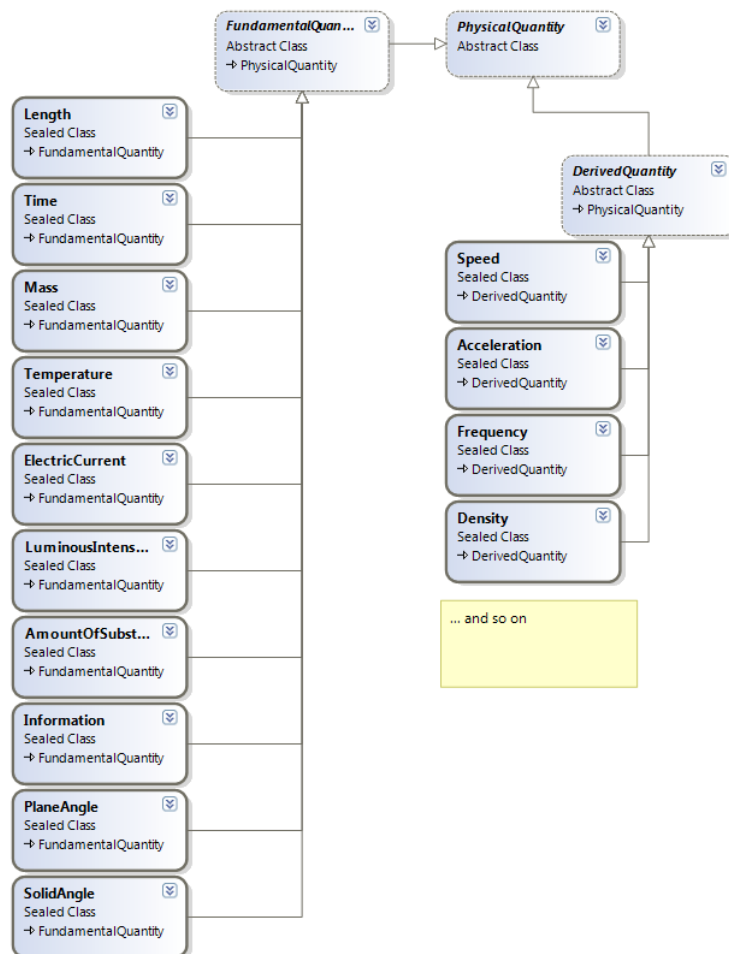 FundamentalQuan...
Abstract Class
PhysicalQuantity
PhysicalQuantity
Abstract Class
Length
Sealed Class
FundamentalQuantity
Time
Sealed Class
FundamentalQuantity
Mass
Sealed Class
FundamentalQuantity
Temperature
Sealed Class
FundamentalQuantity
ElectricCurrent
Sealed Class
FundamentalQuantity
LuminousIntens...
Sealed Class
FundamentalQuantity
AmountOfSubst...
Sealed Class
FundamentalQuantity
Information
Sealed Class
FundamentalQuantity
PlaneAngle
Sealed Class
FundamentalQuantity
SolidAngle
Sealed Class
FundamentalQuantity
DerivedQuantity
Abstract Class
PhysicalQuantity
Speed
Sealed Class
DerivedQuantity
Acceleration
Sealed Class
DerivedQuantity
Frequency
Sealed Class
DerivedQuantity
Density
Sealed Class
DerivedQuantity
... and so on